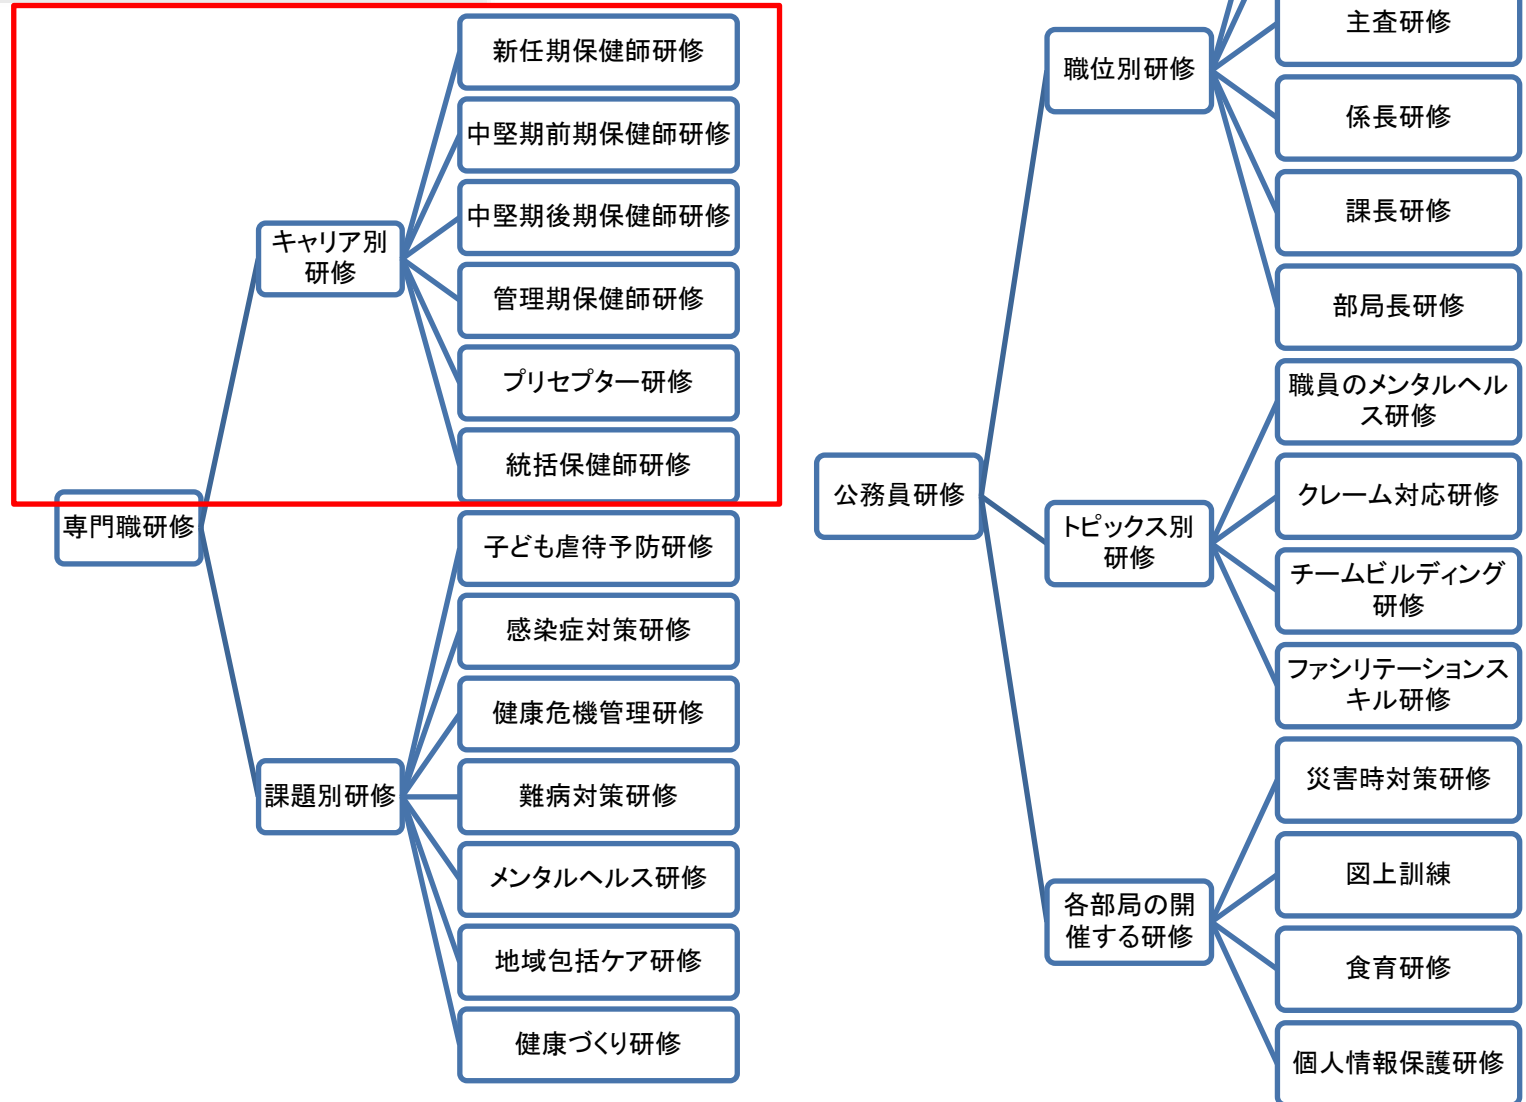 専門職研修
キャリア別
研修
新任期保健師研修
中堅期前期保健師研修
中堅期後期保健師研修
管理期保健師研修
プリセプター研修
統括保健師研修
課題別研修
子ども虐待予防研修
感染症対策研修
健康危機管理研修
難病対策研修
メンタルヘルス研修
地域包括ケア研修
健康づくり研修
公務員研修
職位別研修
主査研修
係長研修
課長研修
部局長研修
トピックス別
研修
職員のメンタルヘル
ス研修
クレーム対応研修
チームビルディング
研修
ファシリテーションス
キル研修
各部局の開
催する研修
災害時対策研修
図上訓練
食育研修
個人情報保護研修